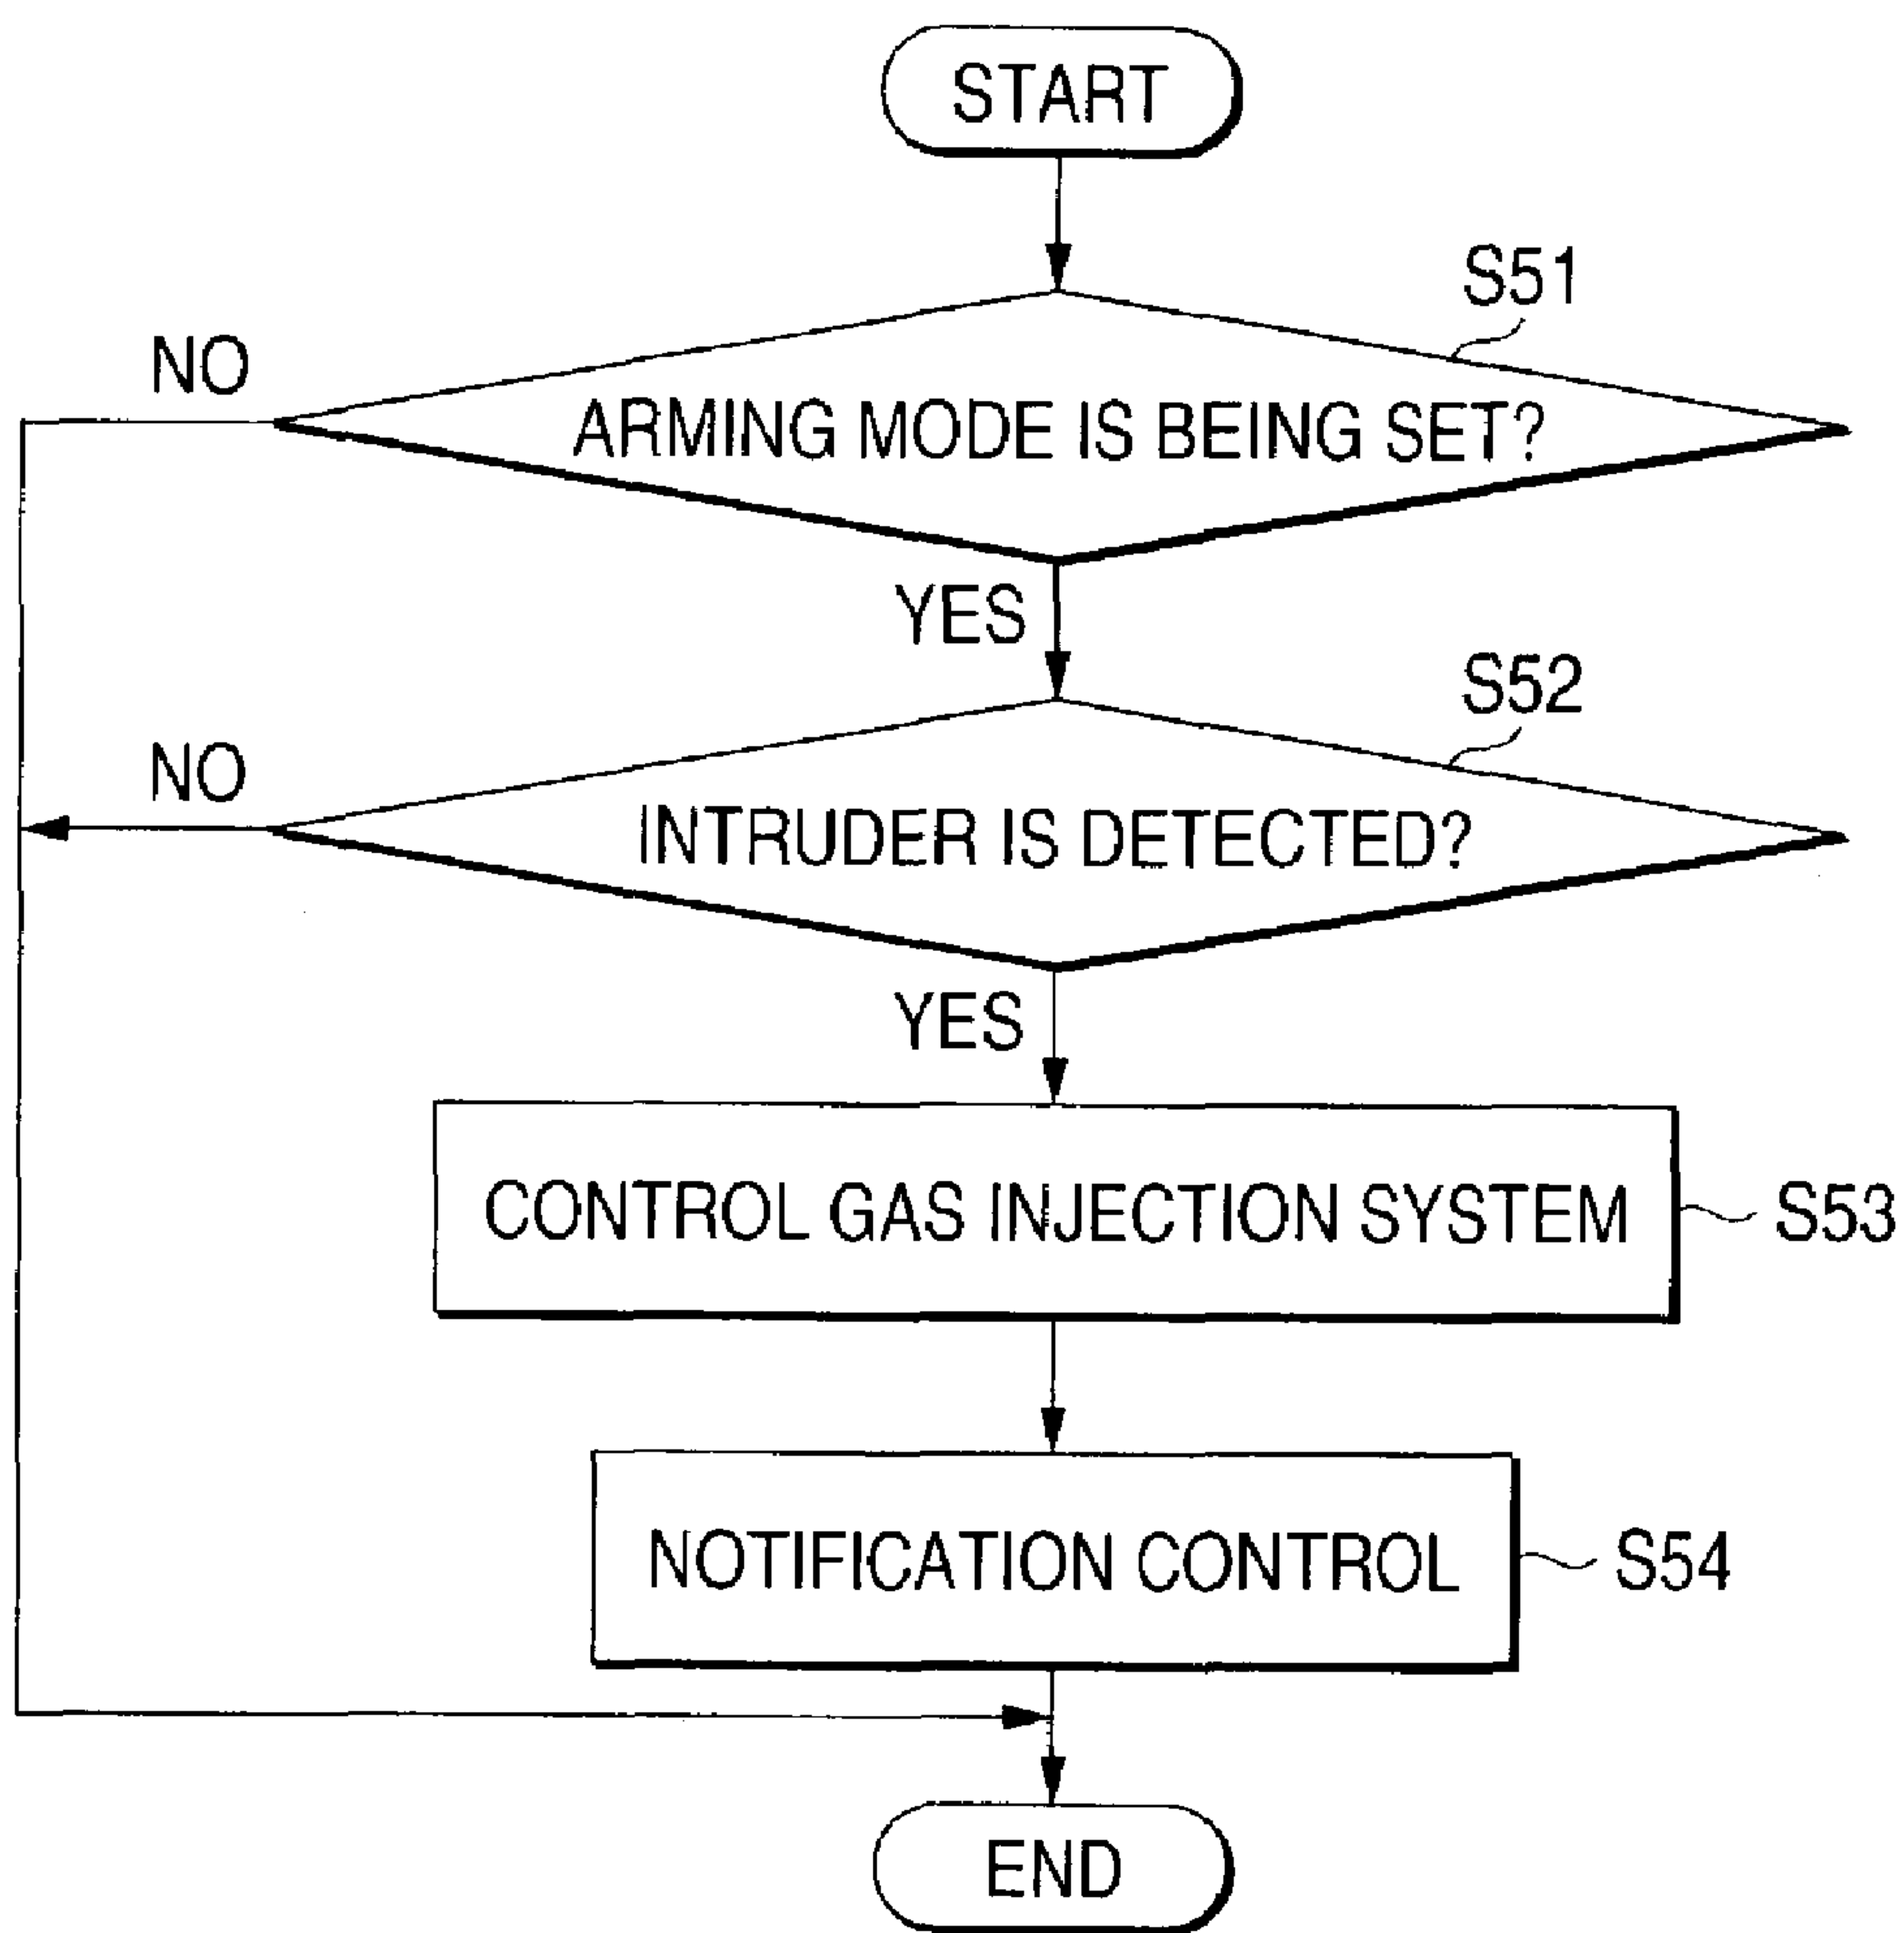 START
S51
NO
ARMING MODE IS BEING SET?
YES
S52
NO
INTRUDER IS DETECTED?
YES
CONTROL GAS INJECTION SYSTEM
S53
NOTIFICATION CONTROL
S54
END